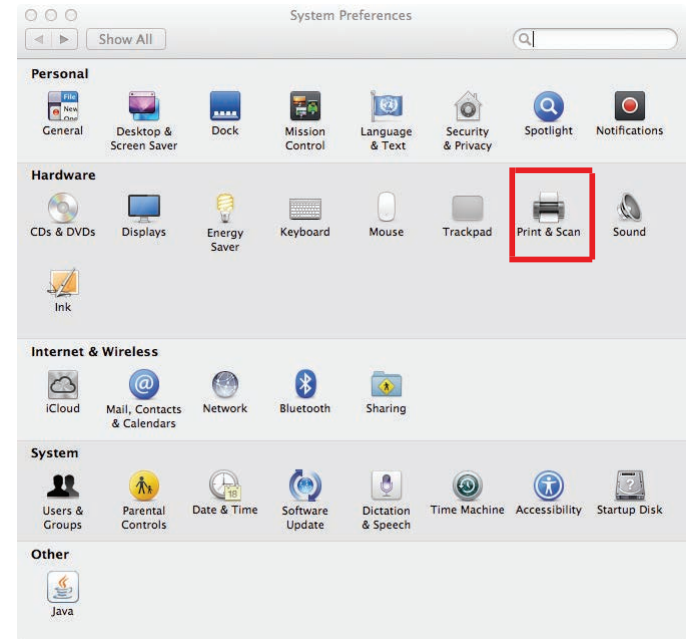 System Preferences
Show All
Personal
File
New
General
Desktop &
Screen Saver
Dock
Mission
Control
Language
& Text
Security
& Privacy
Spotlight
Notifications
Hardware
CDs & DVDs
Displays
Energy
Saver
Keyboard
Mouse
Trackpad
Print & Scan
Sound
Ink
Internet & Wireless
iCloud
@
Mail, Contacts
& Calendars
Network
Bluetooth
Sharing
System
Users &
Groups
Parental
Controls
18
Date & Time
Software
Update
Dictation
& Speech
Time Machine
Accessibility
?
Startup Disk
Other
Java